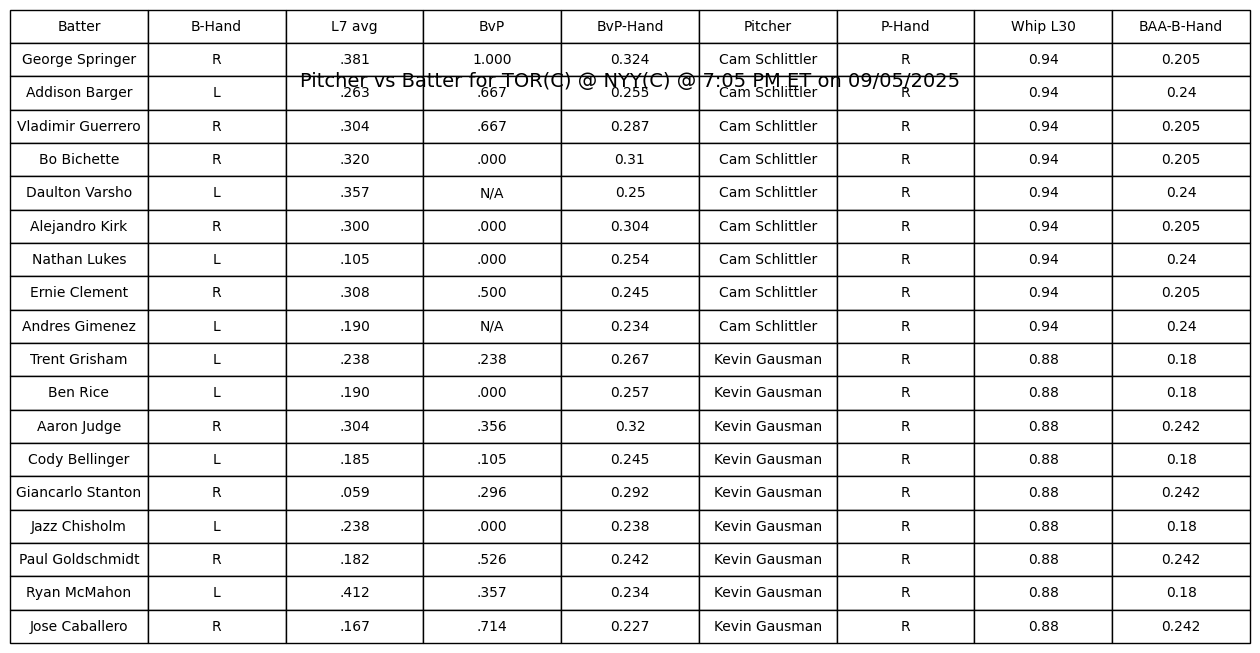 Batter B-Hand L7 avg BvP BvP-Hand Pitcher P-Hand Whip L30 BAA-B-Hand
George Springer R .381 1.000 0.324 Cam Schlittler R 0.94 0.205
Pitcher vs Batter for TOR(C) @ NYY(C) @ 7:05 PM ET on 09/05/2025
Addison Barger L .263 .667 0.255 Cam Schlittler R 0.94 0.24
Vladimir Guerrero R .304 .667 0.287 Cam Schlittler R 0.94 0.205
Bo Bichette R .320 .000 0.31 Cam Schlittler R 0.94 0.205
Daulton Varsho L .357 N/A 0.25 Cam Schlittler R 0.94 0.24
Alejandro Kirk R .300 .000 0.304 Cam Schlittler R 0.94 0.205
Nathan Lukes L .105 .000 0.254 Cam Schlittler R 0.94 0.24
Ernie Clement R .308 .500 0.245 Cam Schlittler R 0.94 0.205
Andres Gimenez L .190 N/A 0.234 Cam Schlittler R 0.94 0.24
Trent Grisham L .238 .238 0.267 Kevin Gausman R 0.88 0.18
Ben Rice L .190 .000 0.257 Kevin Gausman R 0.88 0.18
Aaron Judge R .304 .356 0.32 Kevin Gausman R 0.88 0.242
Cody Bellinger L .185 .105 0.245 Kevin Gausman R 0.88 0.18
Giancarlo Stanton R .059 .296 0.292 Kevin Gausman R 0.88 0.242
Jazz Chisholm L .238 .000 0.238 Kevin Gausman R 0.88 0.18
Paul Goldschmidt R .182 .526 0.242 Kevin Gausman R 0.88 0.242
Ryan McMahon L .412 .357 0.234 Kevin Gausman R 0.88 0.18
Jose Caballero R .167 .714 0.227 Kevin Gausman R 0.88 0.242